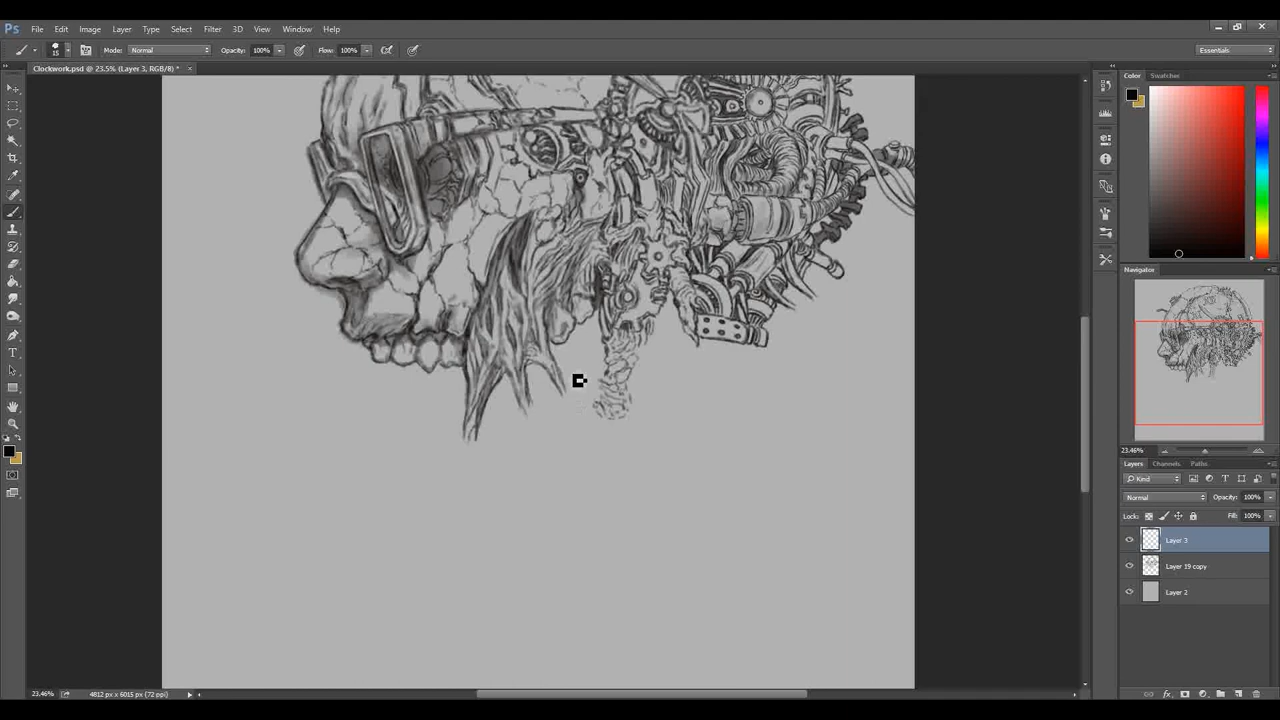 Ps File Edit Image Layer Type Select Filter 3D View Window Help
15 Mode: Normal Opacity: 100% Flow: 100% Essentials
Clockwork.psd @ 23.5% (Layer 3, RGB/8) * ×
Color Swatches
Navigator
23.46%
Layers Channels Paths
Kind
Normal Opacity: 100%
Lock: Fill: 100%
Layer 3
Layer 19 copy
Layer 2
fx
23.46% 4812 px x 6015 px (72 ppi)